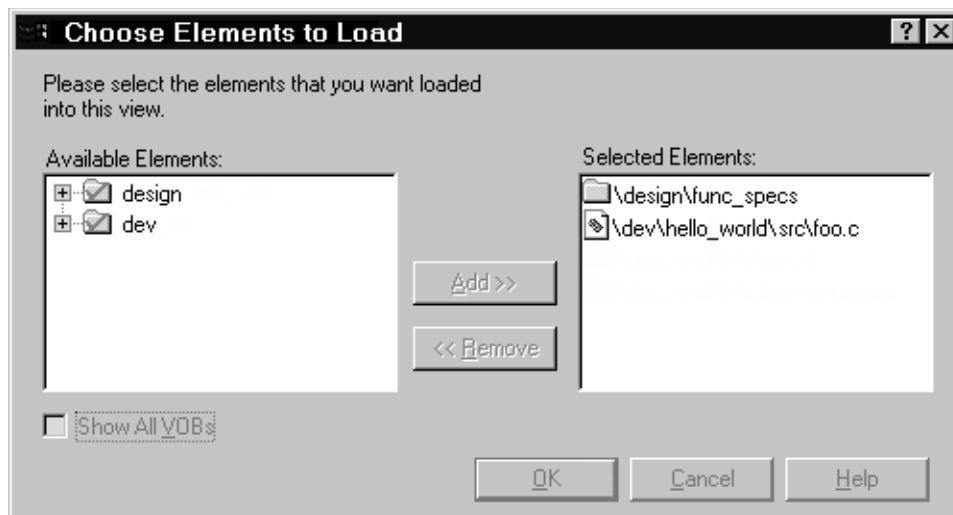 Choose Elements to Load
Please select the elements that you want loaded
into this view.
Available Elements:
design
dev
Add >>
<< Remove
Selected Elements:
\design\func_specs
\dev\hello_world\src\foo.c
Show All VOBs
OK
Cancel
Help